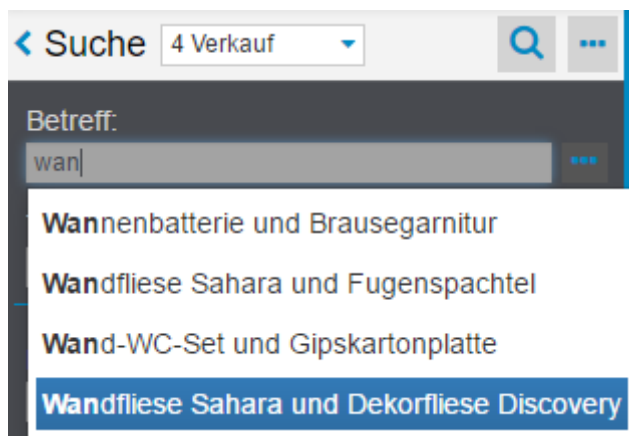 Suche 4 Verkauf
Betreff:
wan
Wannenbatterie und Brausegarnitur
Wandfliese Sahara und Fugenspachtel
Wand-WC-Set und Gipskartonplatte
Wandfliese Sahara und Dekorfliese Discovery